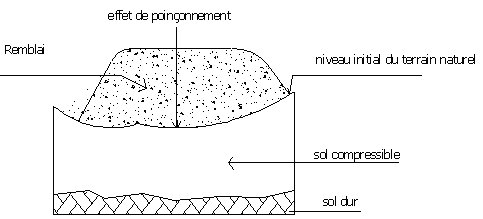 effet de poinçonnement
Remblai
niveau initial du terrain naturel
sol compressible
sol dur